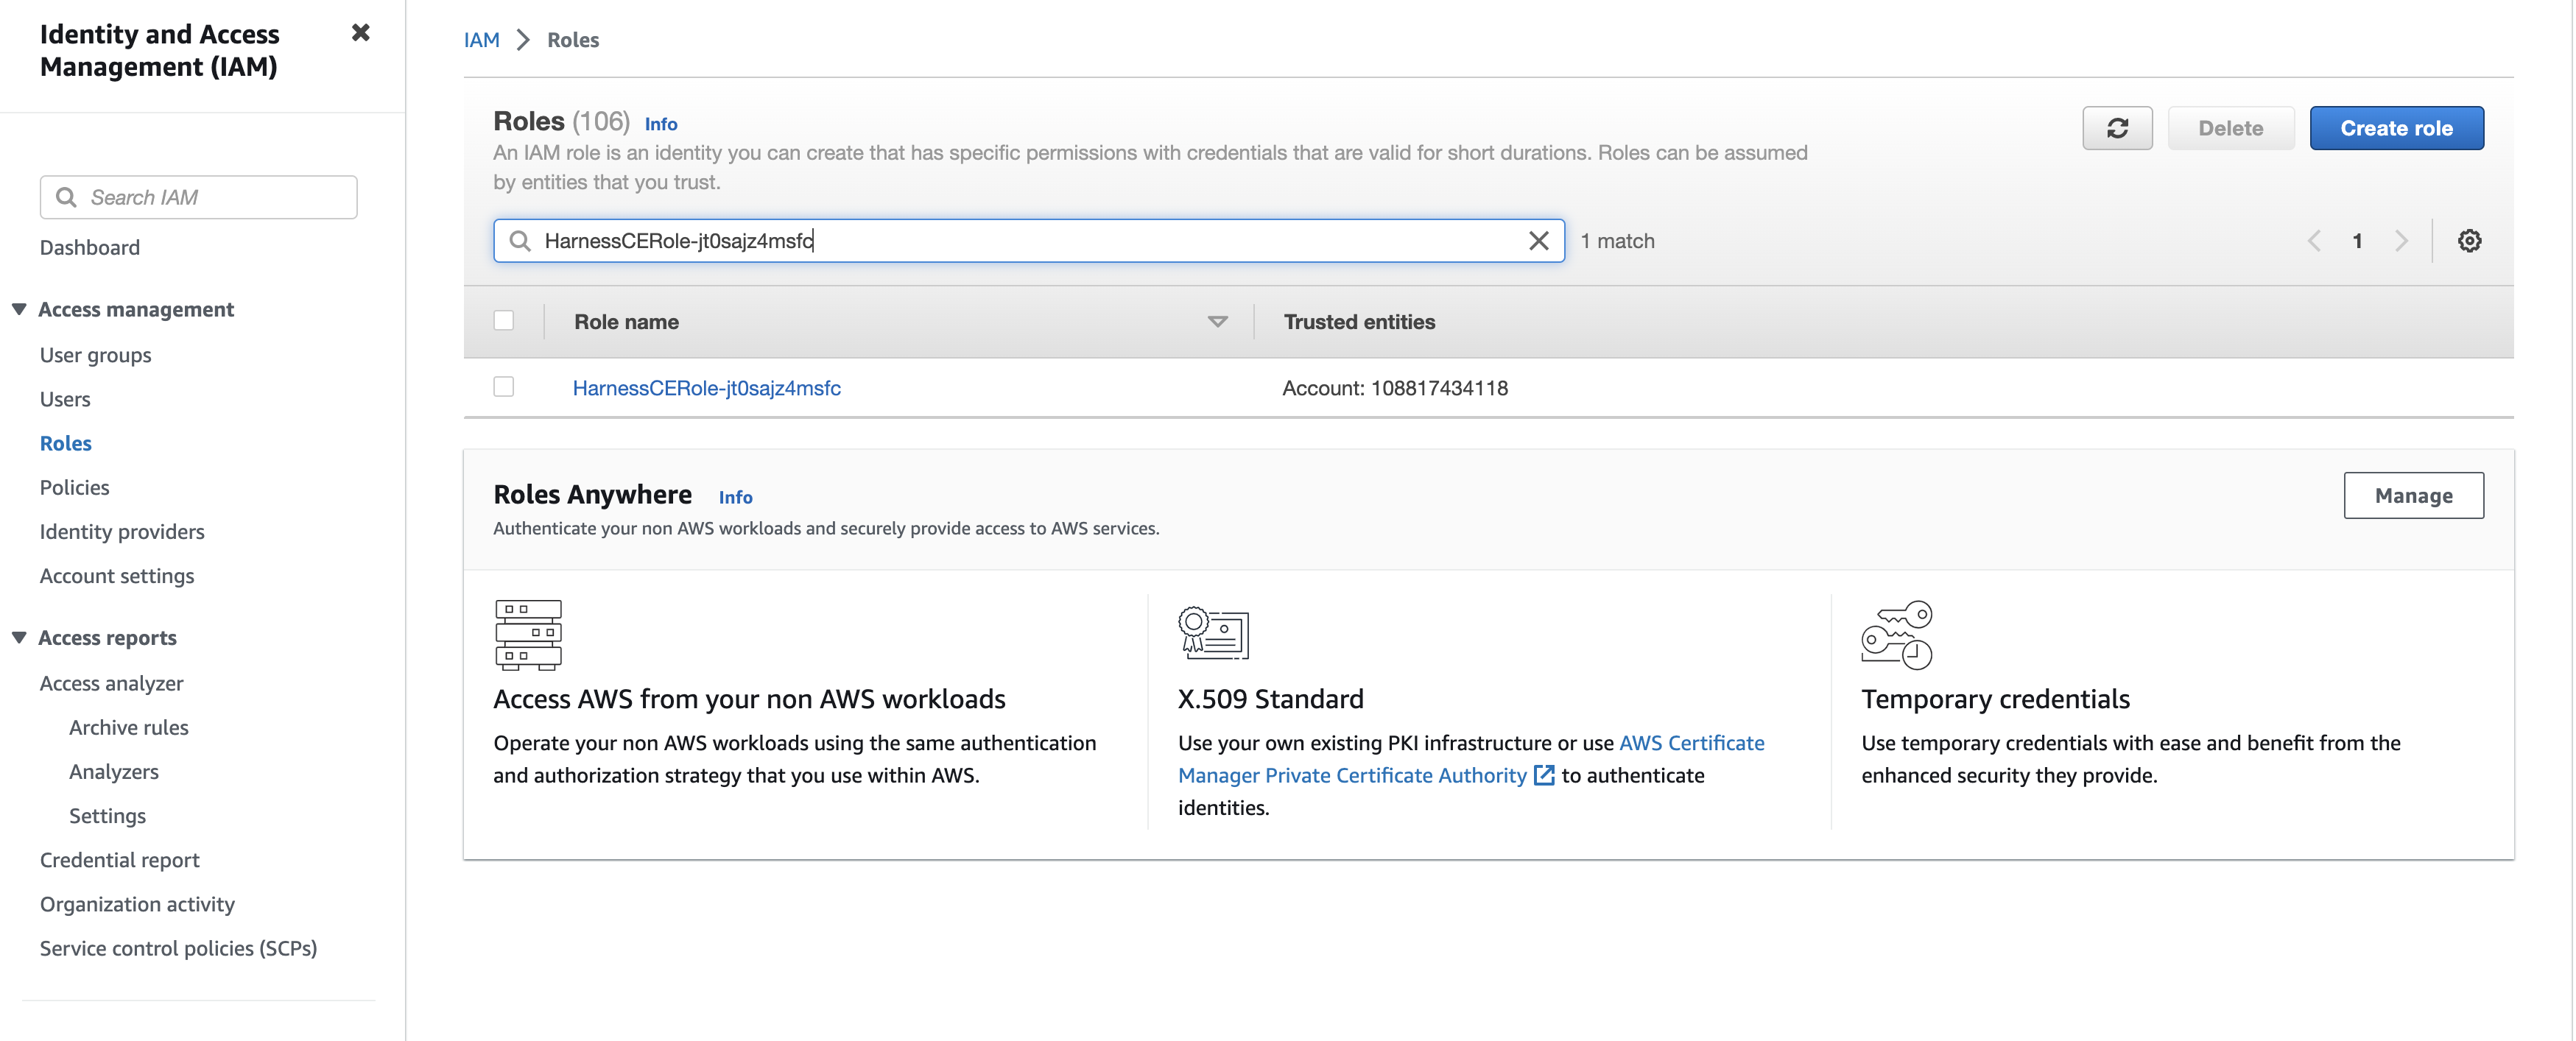 Identity and Access
Management (IAM)
Search IAM
Dashboard
Access management
User groups
Users
Roles
Policies
Identity providers
Account settings
Access reports
Access analyzer
Archive rules
Analyzers
Settings
Credential report
Organization activity
Service control policies (SCPs)
IAM > Roles
Roles (106) Info
An IAM role is an identity you can create that has specific permissions with credentials that are valid for short durations. Roles can be assumed
by entities that you trust.
Delete
Create role
HarnessCERole-jt0sajz4msfc
1 match
1
Role name
Trusted entities
HarnessCERole-jt0sajz4msfc
Account: 108817434118
Roles Anywhere Info
Authenticate your non AWS workloads and securely provide access to AWS services.
Manage
Access AWS from your non AWS workloads
Operate your non AWS workloads using the same authentication
and authorization strategy that you use within AWS.
X.509 Standard
Use your own existing PKI infrastructure or use AWS Certificate
Manager Private Certificate Authority to authenticate
identities.
Temporary credentials
Use temporary credentials with ease and benefit from the
enhanced security they provide.